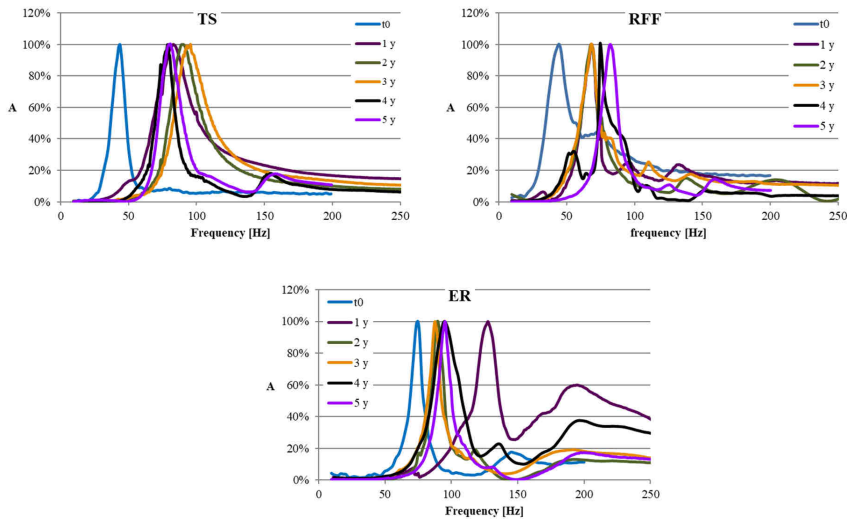 TS
120%
100%
80%
60%
40%
20%
0%
A
0 50 100 150 200 250
Frequency [Hz]
t0
1 y
2 y
3 y
4 y
5 y
RFF
120%
100%
80%
60%
40%
20%
0%
A
0 50 100 150 200 250
frequency [Hz]
t0
1 y
2 y
3 y
4 y
5 y
ER
120%
100%
80%
60%
40%
20%
0%
A
0 50 100 150 200 250
Frequency [Hz]
t0
1 y
2 y
3 y
4 y
5 y